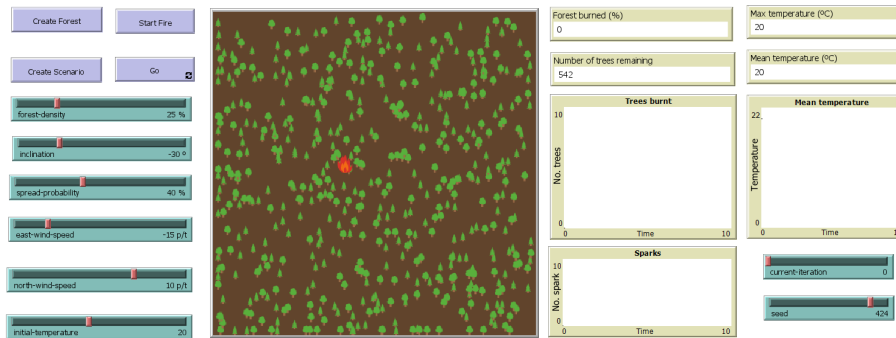 Create Forest
Start Fire
Create Scenario
Go
forest-density 25 %
inclination -30 º
spread-probability 40 %
east-wind-speed -15 p/t
north-wind-speed 10 p/t
initial-temperature 20
Forest burned (%)
0
Number of trees remaining
542
Max temperature (ºC)
20
Mean temperature (ºC)
20
Trees burnt
10
No. trees
0
0 Time 10
Mean temperature
22
Temperature
0
0 Time 1
Sparks
10
No. spark
0
0 Time 10
current-iteration 0
seed 424